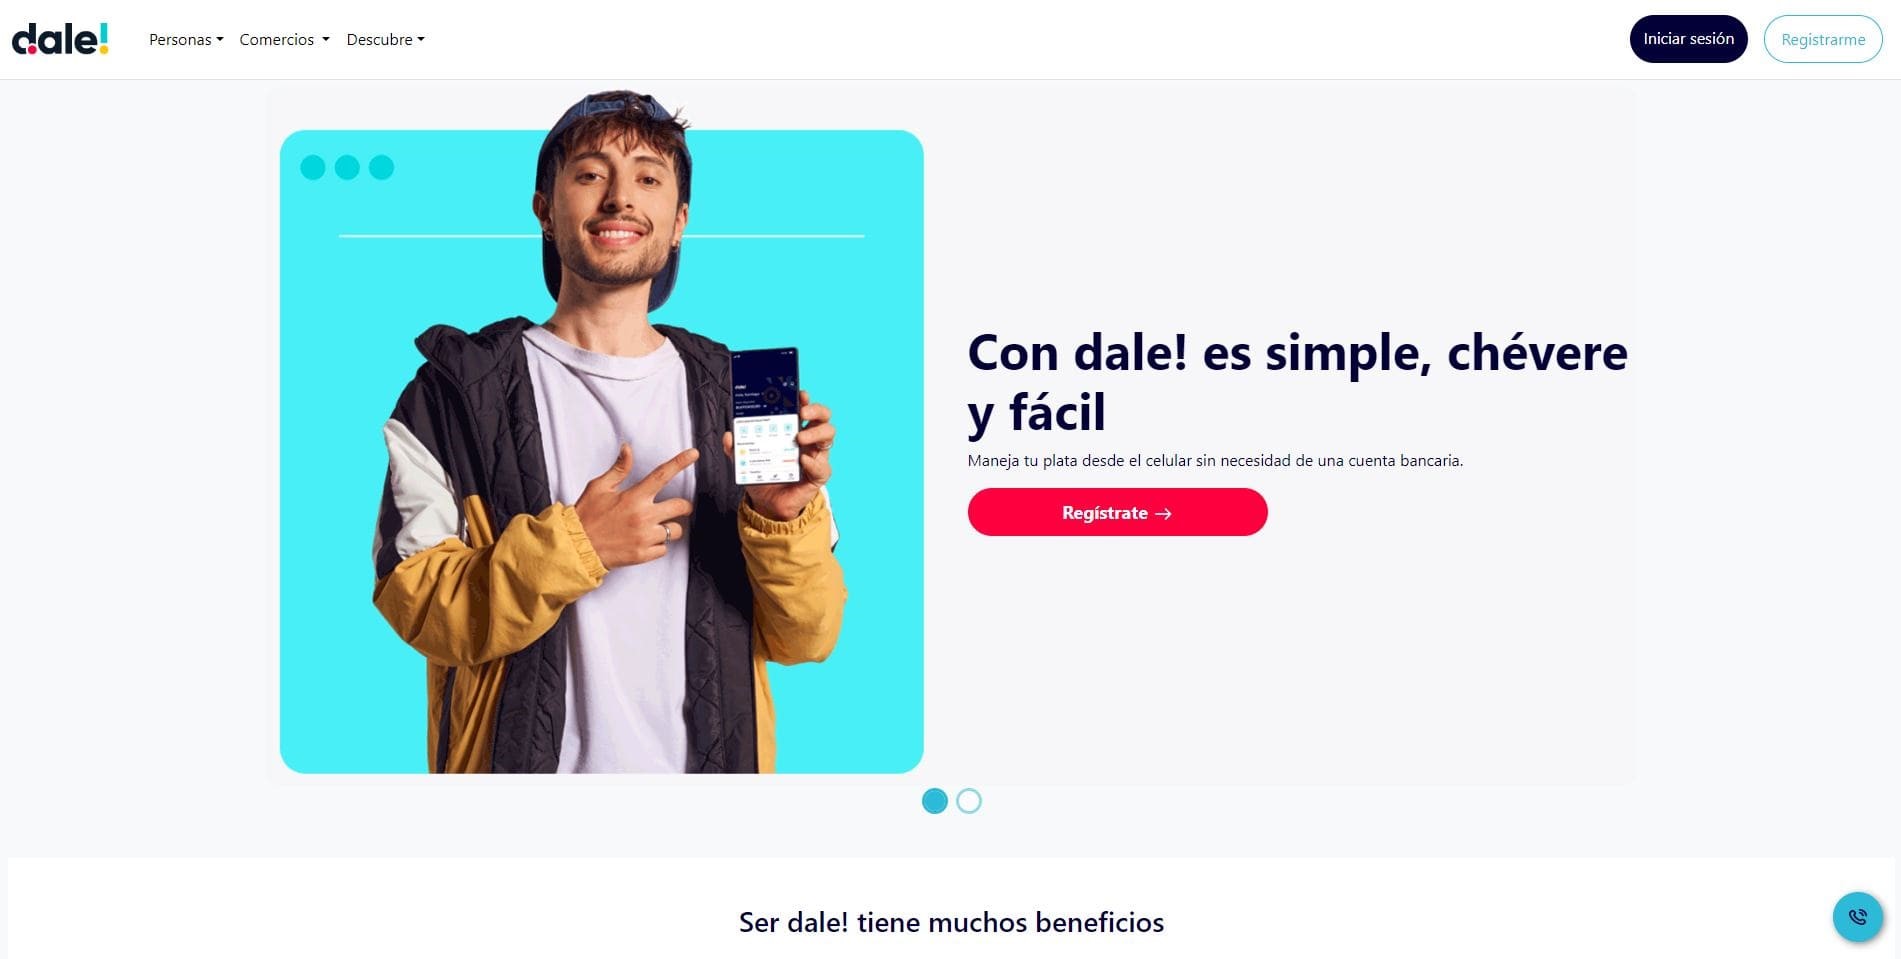 dale!
Personas
Comercios
Descubre
Iniciar sesión
Registrarme
dale!
Con dale! es simple, chévere
y fácil
Maneja tu plata desde el celular sin necesidad de una cuenta bancaria.
Regístrate →
Ser dale! tiene muchos beneficios